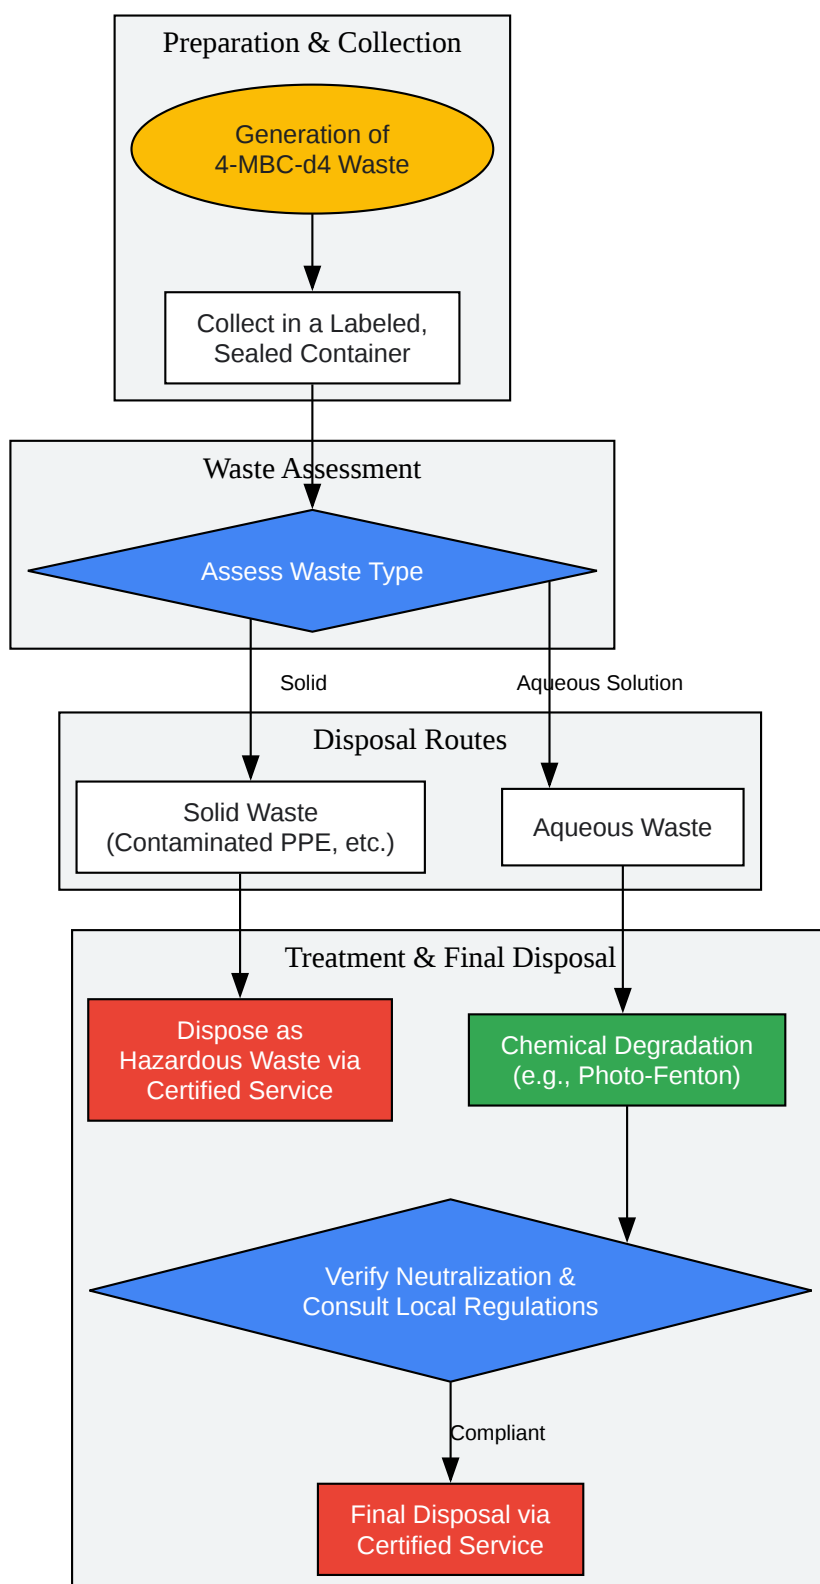 Preparation & Collection
Generation of
4-MBC-d4 Waste
Collect in a Labeled,
Sealed Container
Waste Assessment
Assess Waste Type
Solid
Aqueous Solution
Disposal Routes
Solid Waste
(Contaminated PPE, etc.)
Aqueous Waste
Treatment & Final Disposal
Dispose as
Hazardous Waste via
Certified Service
Chemical Degradation
(e.g., Photo-Fenton)
Verify Neutralization &
Consult Local Regulations
Compliant
Final Disposal via
Certified Service